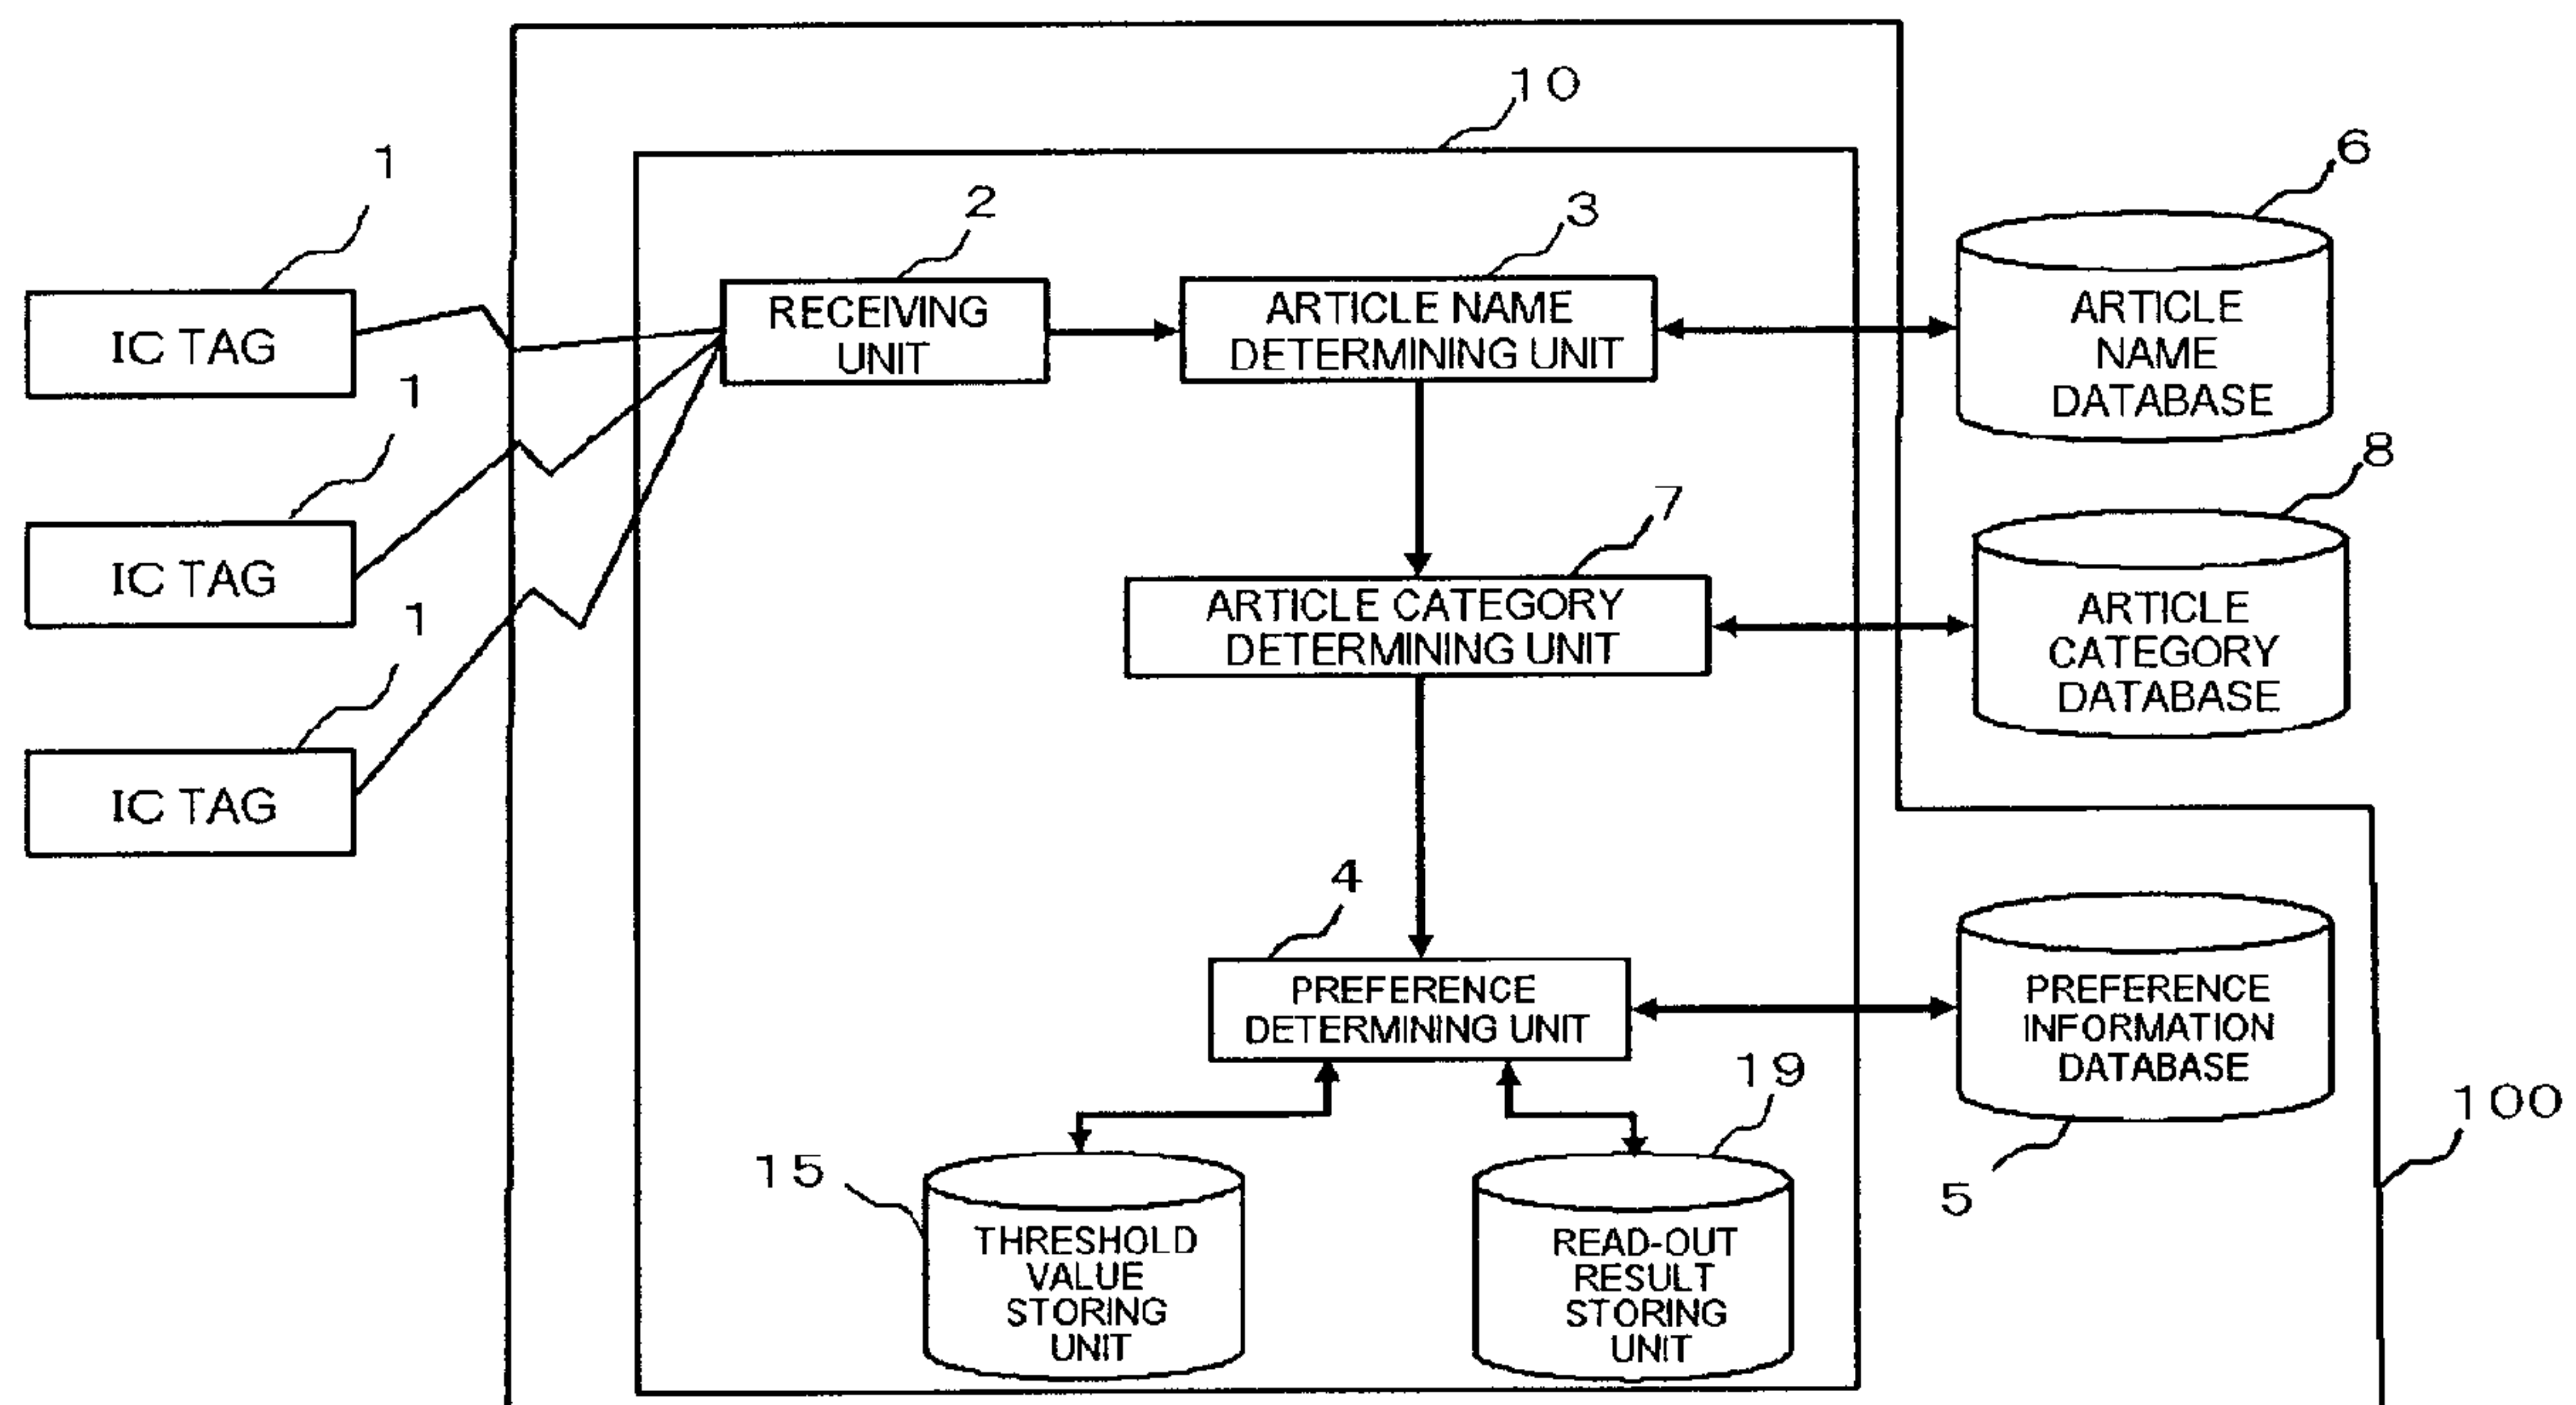 10
1
2
3
6
IC TAG
RECEIVING
UNIT
ARTICLE NAME
DETERMINING UNIT
ARTICLE
NAME
DATABASE
1
8
IC TAG
7
ARTICLE CATEGORY
DETERMINING UNIT
ARTICLE
CATEGORY
DATABASE
1
IC TAG
4
PREFERENCE
DETERMINING UNIT
PREFERENCE
INFORMATION
DATABASE
5
100
15
THRESHOLD
VALUE
STORING
UNIT
19
READ-OUT
RESULT
STORING
UNIT